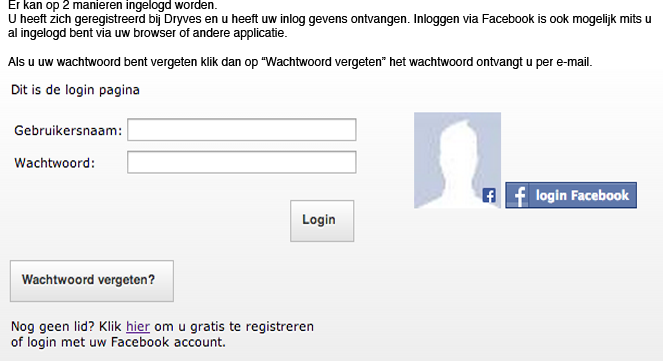 Er kan op 2 manieren ingelogd worden.
U heeft zich geregistreerd bij Dryves en u heeft uw inlog gevens ontvangen. Inloggen via Facebook is ook mogelijk mits u
al ingelogd bent via uw browser of andere applicatie.
Als u uw wachtwoord bent vergeten klik dan op “Wachtwoord vergeten” het wachtwoord ontvangt u per e-mail.
Dit is de login pagina
Gebruikersnaam:
Wachtwoord:
f
f login Facebook
Login
Wachtwoord vergeten?
Nog geen lid? Klik hier om u gratis te registreren
of login met uw Facebook account.